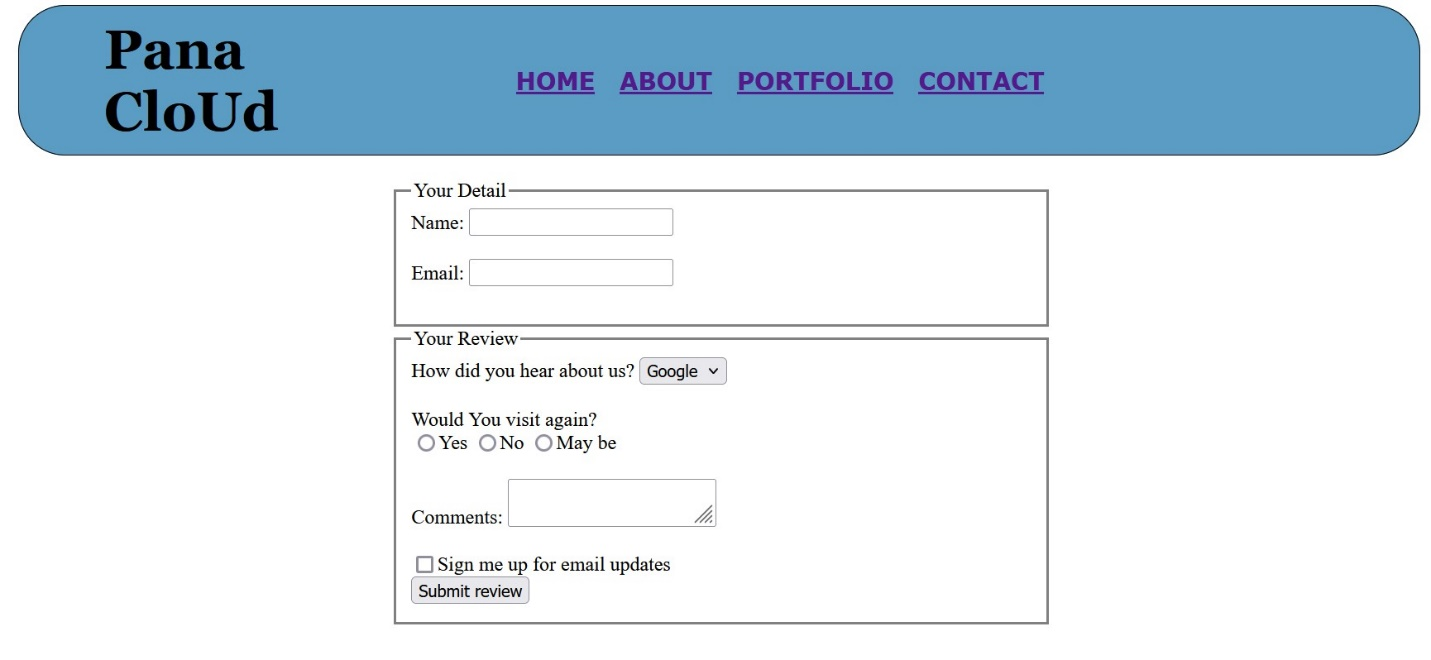 Pana
CloUd
HOME ABOUT PORTFOLIO CONTACT
Your Detail
Name:
Email:
Your Review
How did you hear about us? Google
Would You visit again?
Yes No May be
Comments:
Sign me up for email updates
Submit review